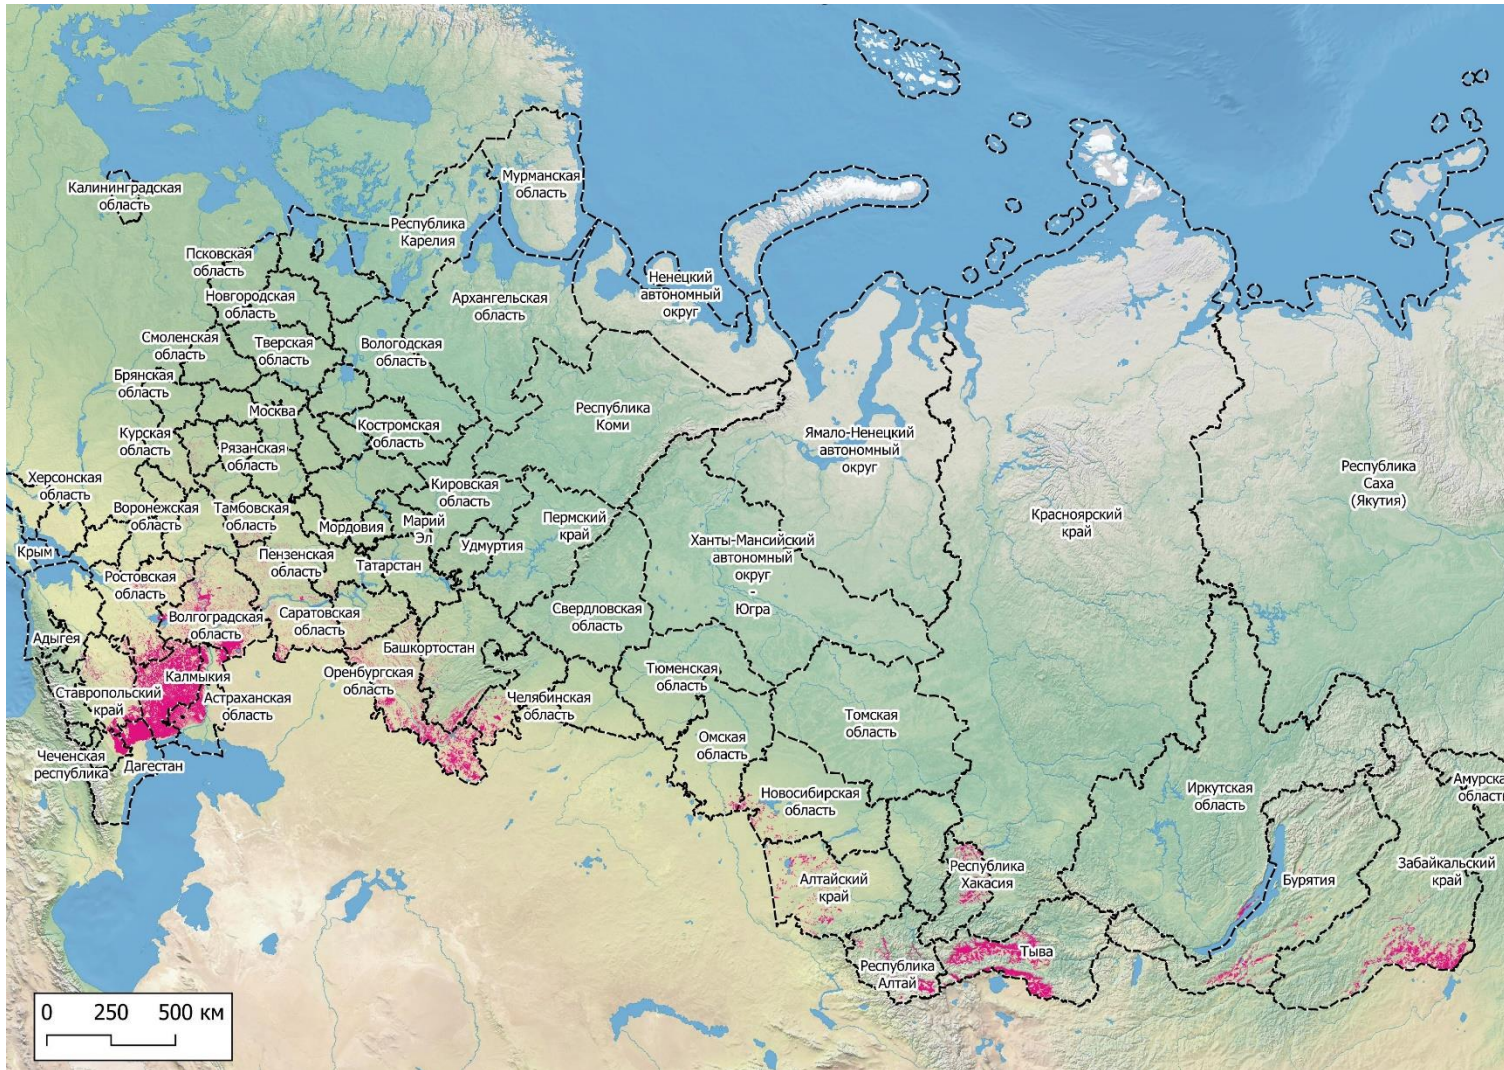 Калининградская
область
Мурманская
область
Республика
Карелия
Псковская
область
Новгородская
область
Архангельская
область
Ненецкий
автономный
округ
Смоленская
область
Тверская
область
Вологодская
область
Брянская
область
Москва
Костромская
область
Республика
Коми
Ямало-Ненецкий
автономный
округ
Курская
область
Рязанская
область
Республика
Саха
(Якутия)
Херсонская
область
Кировская
область
Воронежская
область
Тамбовская
область
Мордовия
Марий
Эл
Пермский
край
Красноярский
край
Крым
Пензенская
область
Татарстан
Удмуртия
Ханты-Мансийский
автономный
округ
-
Югра
Ростовская
область
Волгоградская
область
Саратовская
область
Свердловская
область
Адыгея
Башкортостан
Калмыкия
Оренбургская
область
Тюменская
область
Ставропольский
край
Астраханская
область
Челябинская
область
Томская
область
Чеченская
республика
Дагестан
Омская
область
Новосибирская
область
Иркутская
область
Амурска
област
Алтайский
край
Республика
Хакасия
Бурятия
Забайкальский
край
Республика
Алтай
Тыва
0 250 500 км